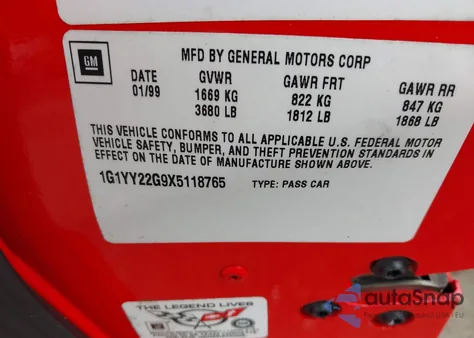 GM
MFD BY GENERAL MOTORS CORP
DATE GVWR GAWR FRT GAWR RR
01/99 1669 KG 822 KG 847 KG
3680 LB 1812 LB 1868 LB
THIS VEHICLE CONFORMS TO ALL APPLICABLE U.S. FEDERAL MOTOR
VEHICLE SAFETY, BUMPER, AND THEFT PREVENTION STANDARDS IN
EFFECT ON THE DATE OF MANUFACTURE SHOWN ABOVE.
1G1YY22G9X5118765 TYPE: PASS CAR
THE LEGEND LIVES
GM
autoSnap